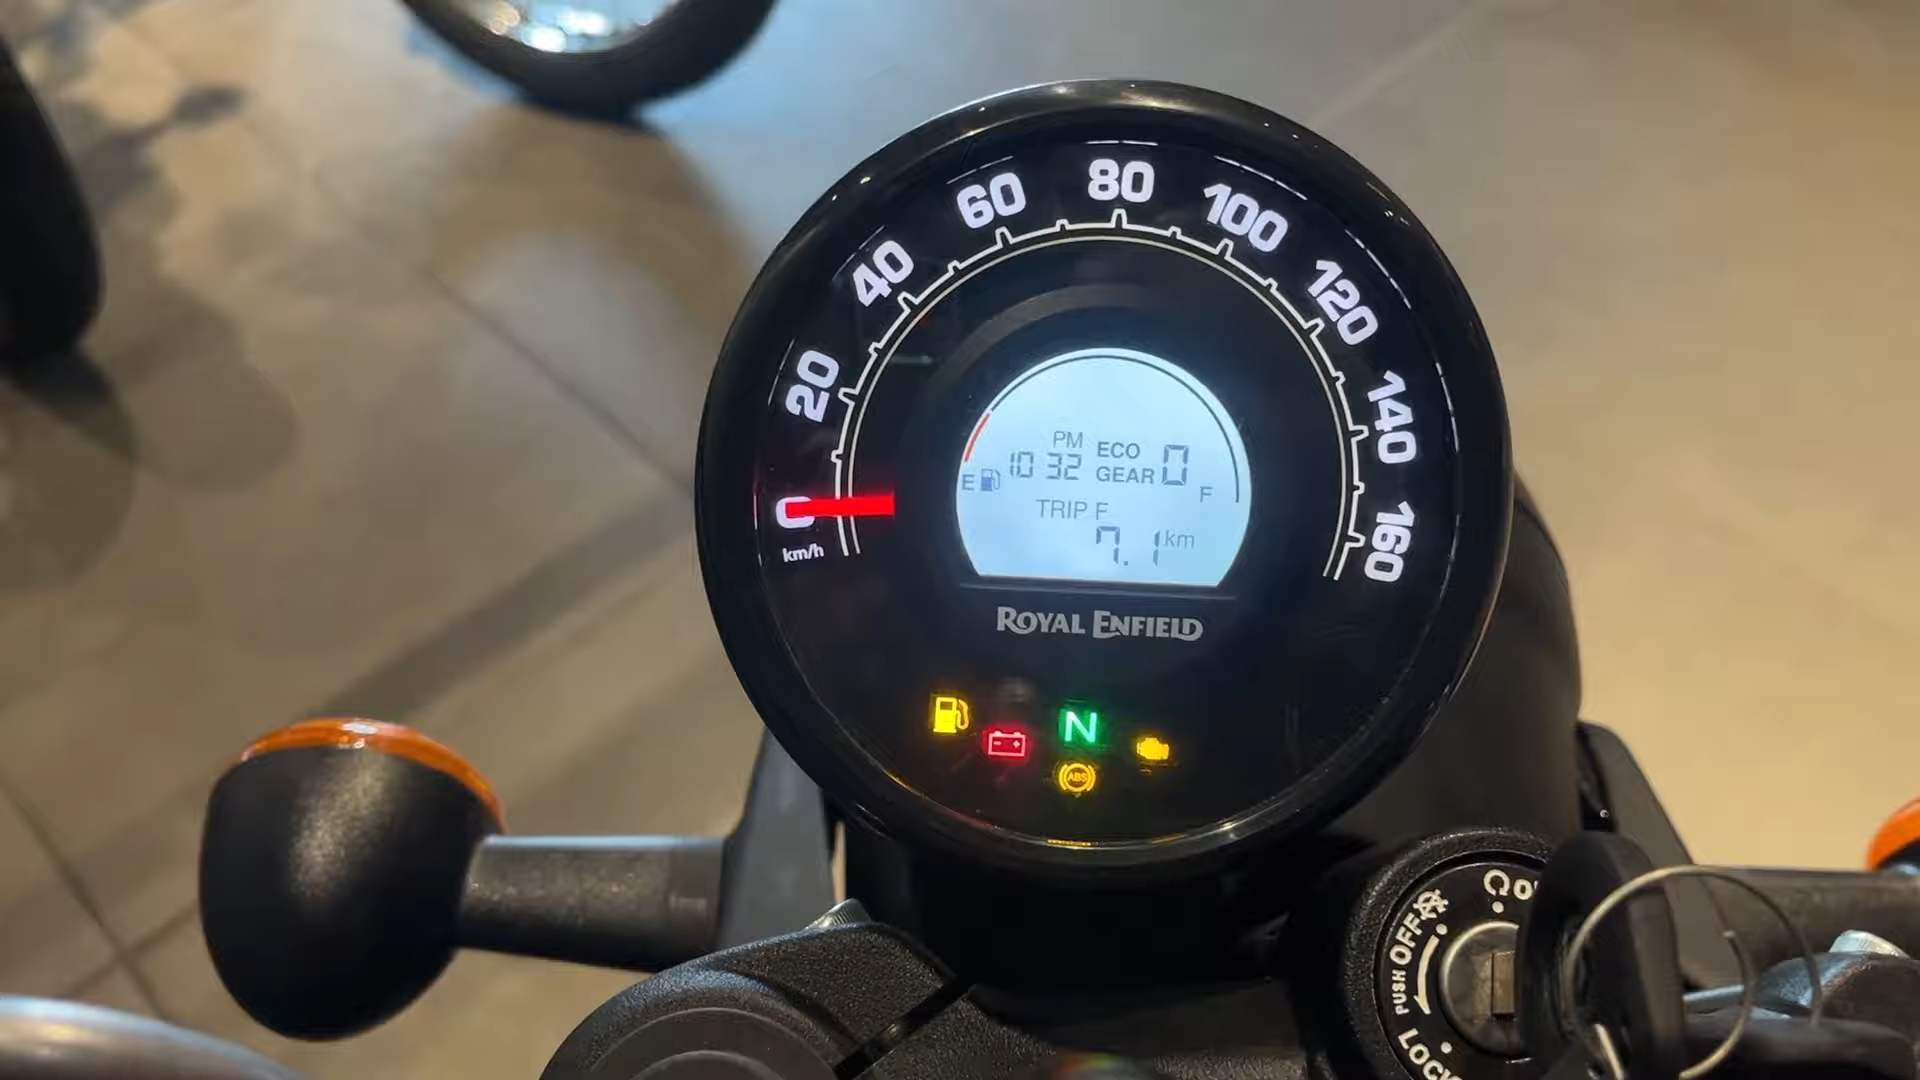 0
20
40
60
80
100
120
140
160
km/h
PM
10 32
ECO
GEAR 0
E
F
TRIP F
7.1 km
ROYAL ENFIELD
N
ABS
OFF
PUSH
LOCK